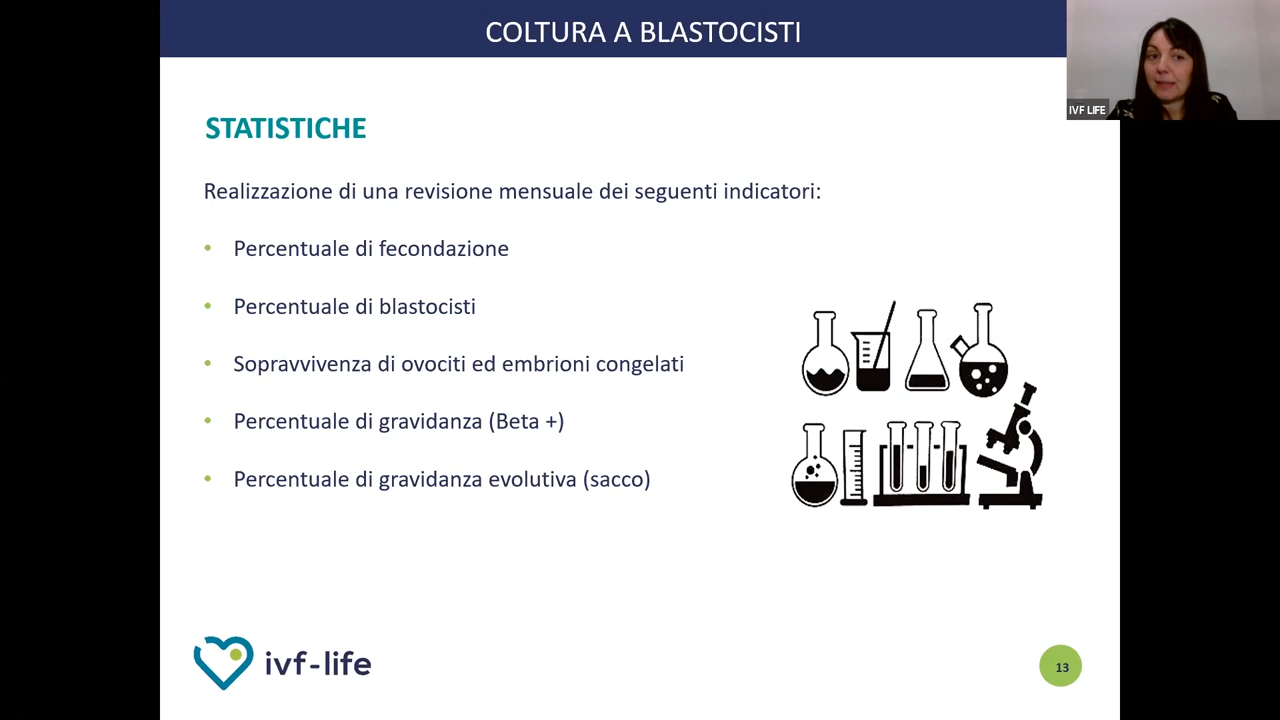 COLTURA A BLASTOCISTI
IVF LIFE
STATISTICHE
Realizzazione di una revisione mensuale dei seguenti indicatori:
• Percentuale di fecondazione
• Percentuale di blastocisti
• Sopravvivenza di ovociti ed embrioni congelati
• Percentuale di gravidanza (Beta +)
• Percentuale di gravidanza evolutiva (sacco)
ivf-life
13